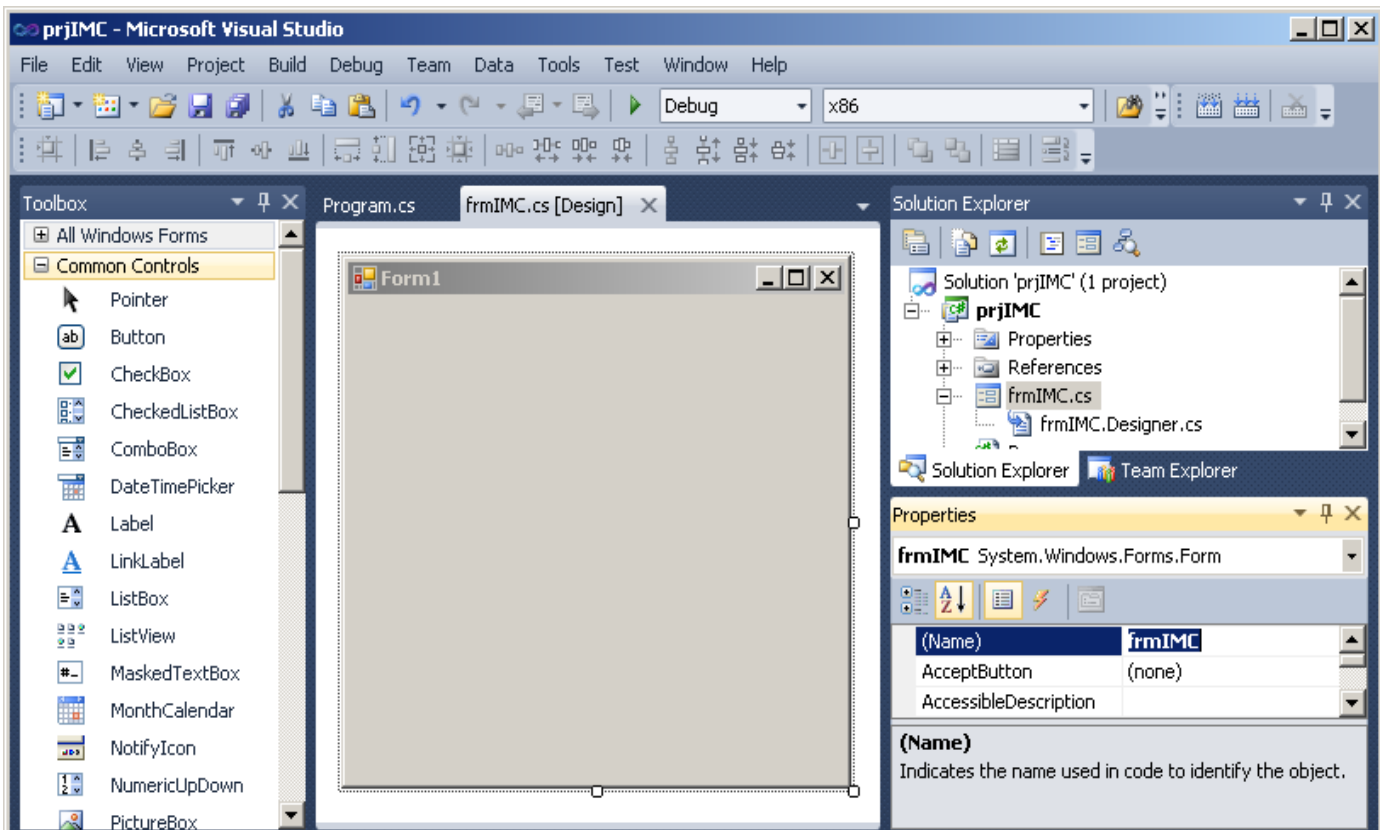 prjIMC - Microsoft Visual Studio
File Edit View Project Build Debug Team Data Tools Test Window Help
Debug x86
Toolbox
All Windows Forms
Common Controls
Pointer
Button
CheckBox
CheckedListBox
ComboBox
DateTimePicker
Label
LinkLabel
ListBox
ListView
MaskedTextBox
MonthCalendar
NotifyIcon
NumericUpDown
PictureBox
Program.cs frmIMC.cs [Design]
Form1
Solution Explorer
Solution 'prjIMC' (1 project)
prjIMC
Properties
References
frmIMC.cs
frmIMC.Designer.cs
Solution Explorer Team Explorer
Properties
frmIMC System.Windows.Forms.Form
(Name) frmIMC
AcceptButton (none)
AccessibleDescription
(Name)
Indicates the name used in code to identify the object.